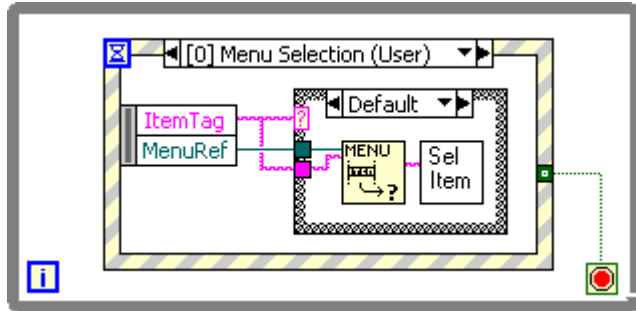 [0] Menu Selection (User)
Default
ItemTag
?
MenuRef
MENU
?
Sel
Item
i